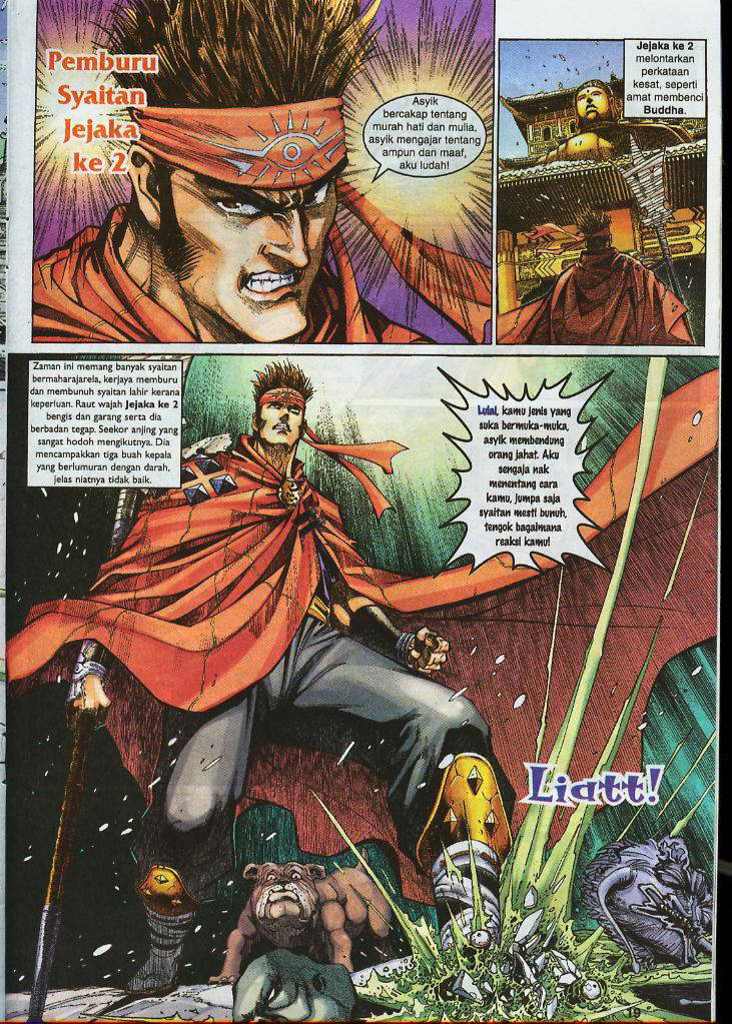 Pemburu
Syaitan
Jejaka
ke 2
Asyik
bercakap tentang
murah hati dan mulia,
asyik mengajar tentang
ampun dan maaf,
aku ludah!
Jejaka ke 2
melontarkan
perkataan
kesat, seperti
amat membenci
Buddha.
Zaman ini memang banyak syaitan
bermaharajarela, kerjaya memburu
dan membunuh syaitan lahir kerana
keperluan. Raut wajah Jejaka ke 2
bengis dan garang serta dia
berbadan tegap. Seekor anjing yang
sangat hodoh mengikutnya. Dia
mencampakkan tiga buah kepala
yang berlumuran dengan darah,
jelas niatnya tidak baik.
Lulai, kamu jenis yang
suka bermuka-muka,
asyik membendung
orang jahat. Aku
sengaja nak
menentang cara
kamu, jumpa saja
syaitan mesti bunuh,
tengok bagaimana
reaksi kamu!
Liatt!
19